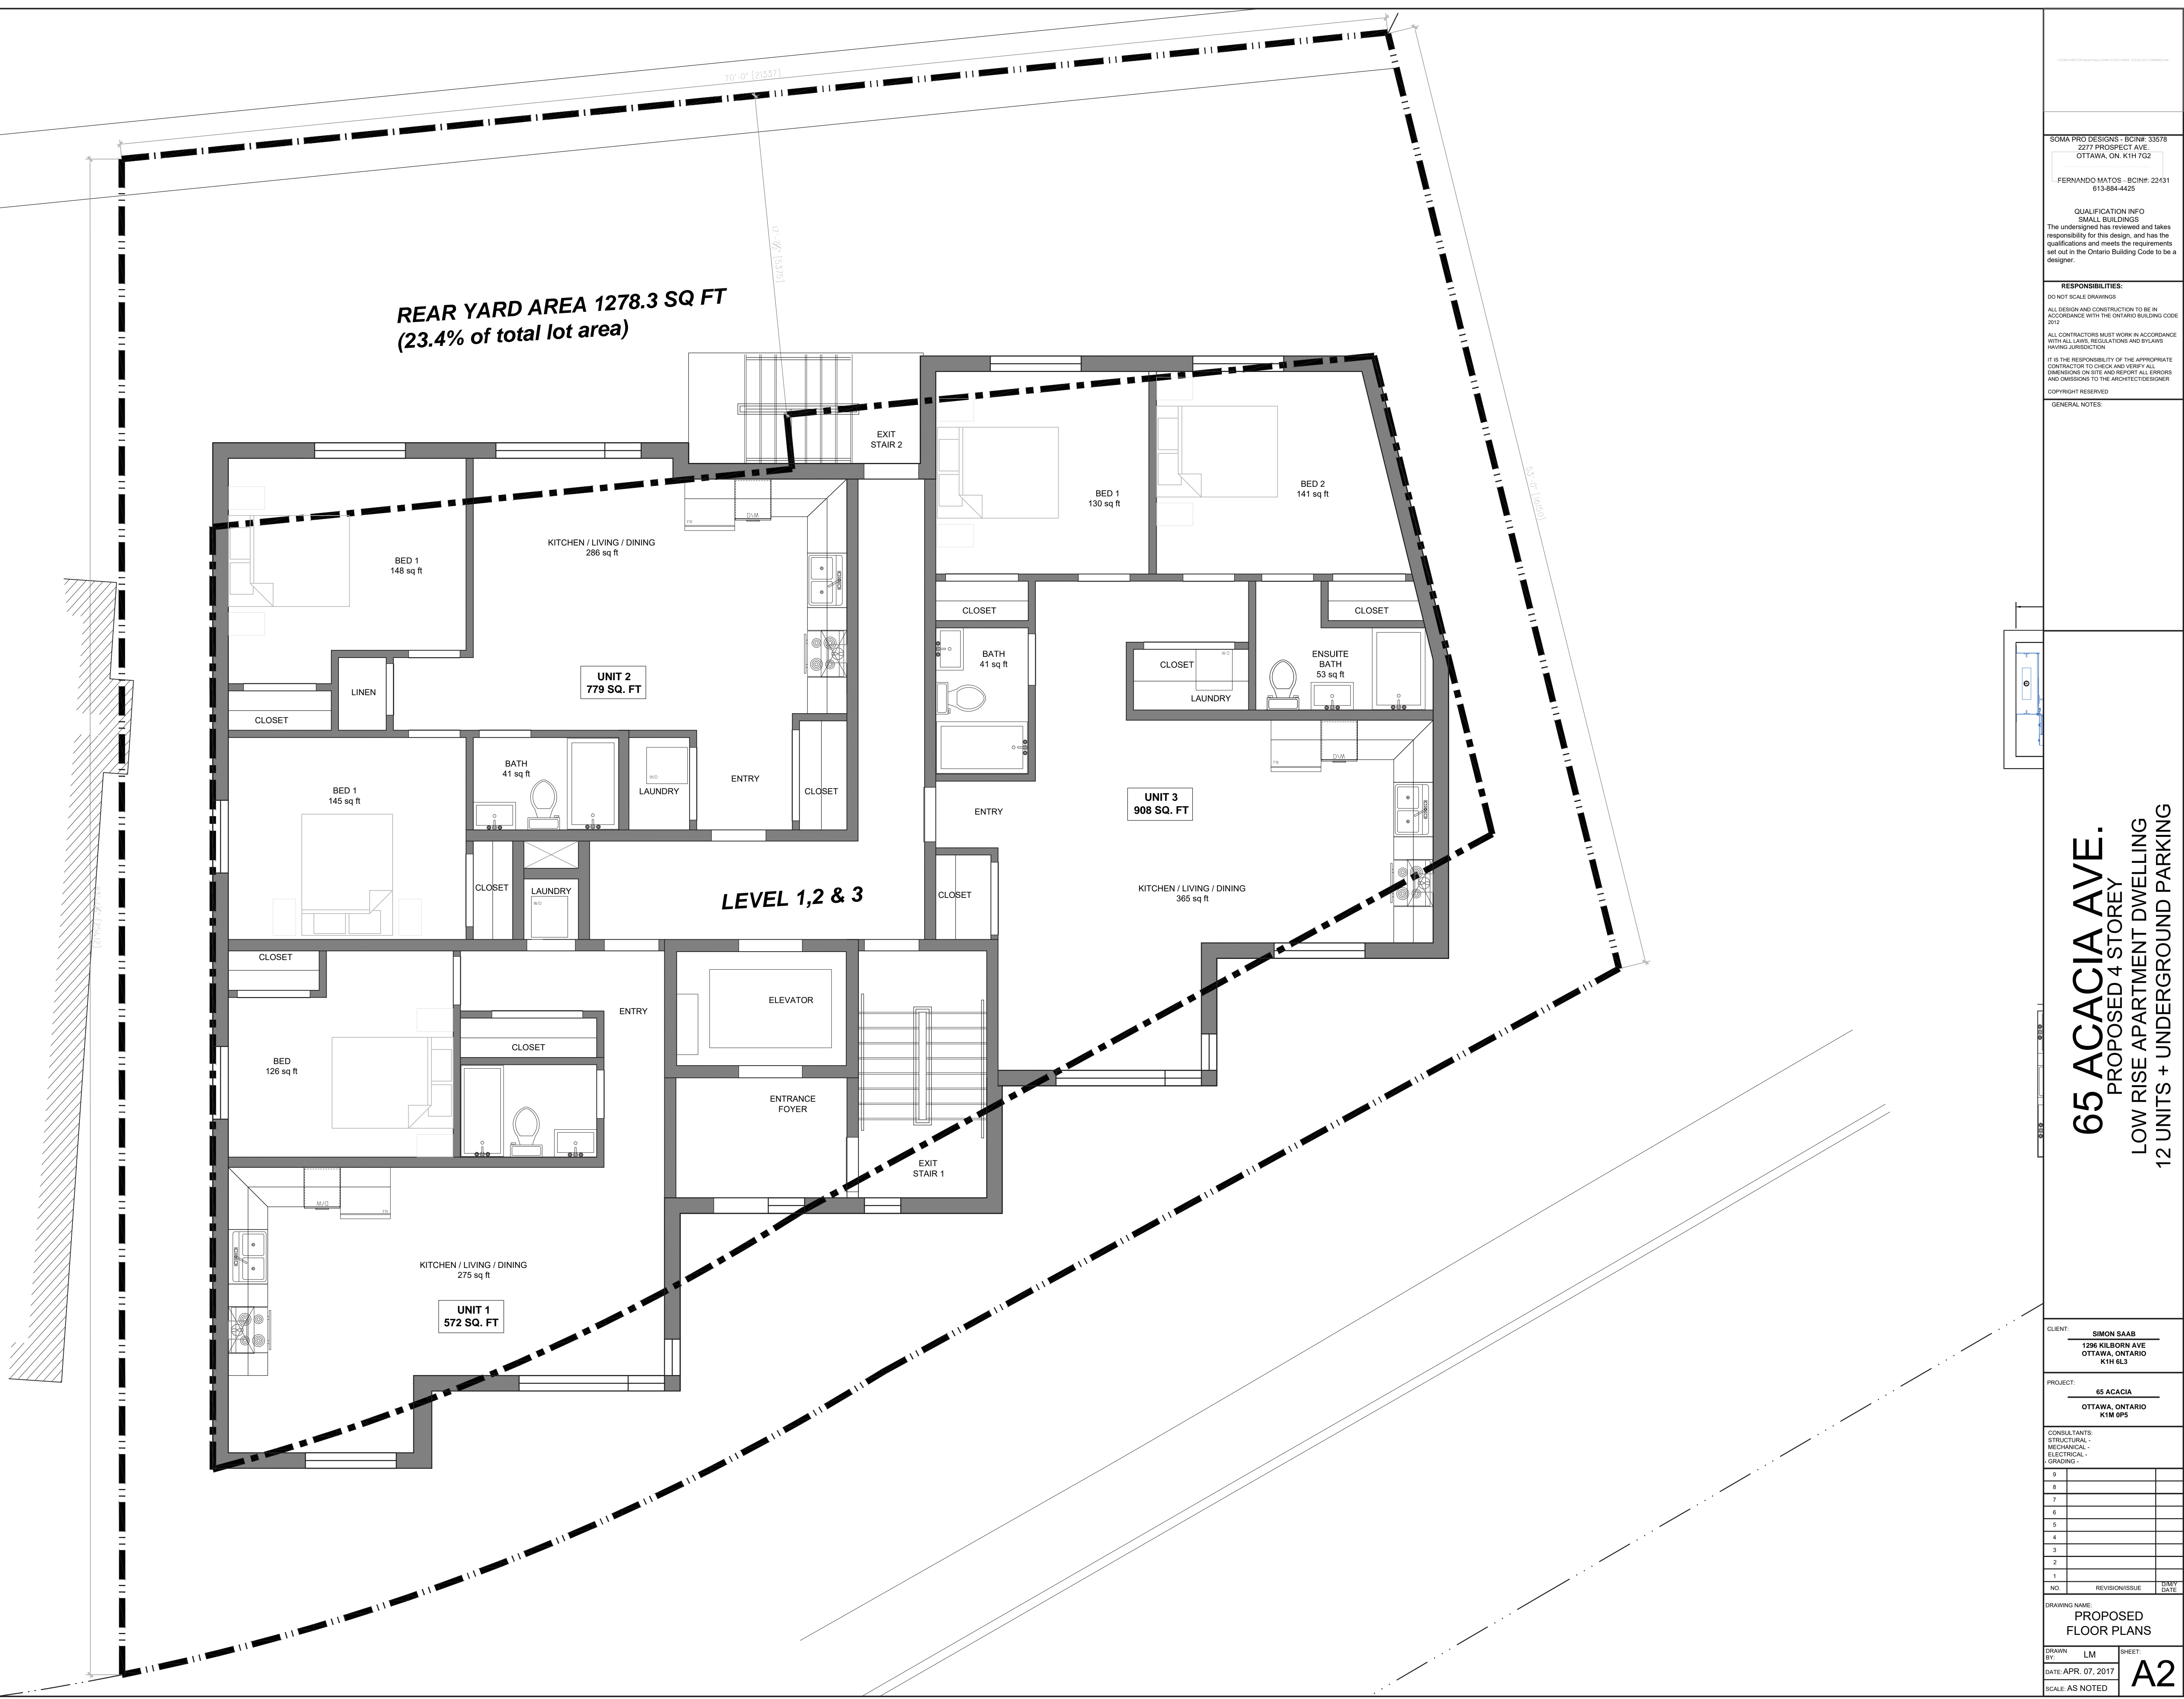 70'-0" [21337]
REAR YARD AREA 1278.3 SQ FT
(23.4% of total lot area)
EXIT
STAIR 2
BED 1
130 sq ft
BED 2
141 sq ft
KITCHEN / LIVING / DINING
286 sq ft
D\W
BED 1
148 sq ft
UNIT 2
779 SQ. FT
LINEN
CLOSET
CLOSET
CLOSET
BATH
41 sq ft
CLOSET
W/D
LAUNDRY
ENSUITE
BATH
53 sq ft
BATH
41 sq ft
W/D
LAUNDRY
ENTRY
CLOSET
BED 1
145 sq ft
D\W
UNIT 3
908 SQ. FT
ENTRY
CLOSET
LAUNDRY
W/D
LEVEL 1,2 & 3
CLOSET
KITCHEN / LIVING / DINING
365 sq ft
CLOSET
ENTRY
ELEVATOR
CLOSET
BED
126 sq ft
ENTRANCE
FOYER
EXIT
STAIR 1
D\W
KITCHEN / LIVING / DINING
275 sq ft
UNIT 1
572 SQ. FT
SOMA PRO DESIGNS - BCIN#: 33578
2277 PROSPECT AVE.
OTTAWA, ON. K1H 7G2
FERNANDO MATOS - BCIN#: 22431
613-884-4425
QUALIFICATION INFO
SMALL BUILDINGS
The undersigned has reviewed and takes
responsibility for this design, and has the
qualifications and meets the requirements
set out in the Ontario Building Code to be a
designer.
RESPONSIBILITIES:
DO NOT SCALE DRAWINGS
ALL DESIGN AND CONSTRUCTION TO BE IN
ACCORDANCE WITH THE ONTARIO BUILDING CODE
2012
ALL CONTRACTORS MUST WORK IN ACCORDANCE
WITH ALL LAWS, REGULATIONS AND BYLAWS
HAVING JURISDICTION
IT IS THE RESPONSIBILITY OF THE APPROPRIATE
CONTRACTOR TO CHECK AND VERIFY ALL
DIMENSIONS ON SITE AND REPORT ALL ERRORS
AND OMISSIONS TO THE ARCHITECT/DESIGNER
COPYRIGHT RESERVED
GENERAL NOTES:
65 ACACIA AVE.
PROPOSED 4 STOREY
LOW RISE APARTMENT DWELLING
12 UNITS + UNDERGROUND PARKING
CLIENT:
SIMON SAAB
1296 KILBORN AVE
OTTAWA, ONTARIO
K1H 6L3
PROJECT:
65 ACACIA
OTTAWA, ONTARIO
K1M 0P5
CONSULTANTS:
STRUCTURAL -
MECHANICAL -
ELECTRICAL -
- GRADING -
9
8
7
6
5
4
3
2
1
NO. REVISION/ISSUE D/M/Y
DATE
DRAWING NAME:
PROPOSED
FLOOR PLANS
DRAWN
BY: LM
SHEET:
A2
DATE: APR. 07, 2017
SCALE: AS NOTED